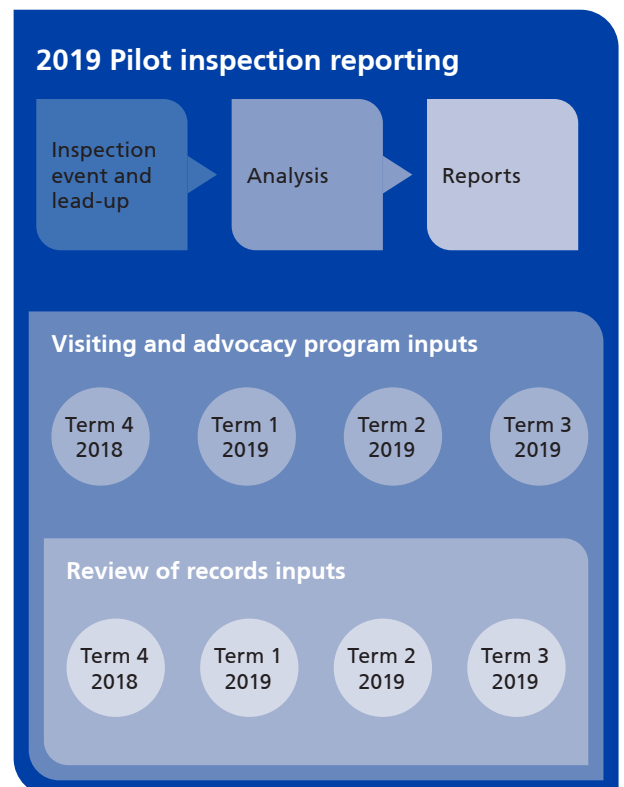 2019 Pilot inspection reporting
Inspection
event and
lead-up
Analysis
Reports
Visiting and advocacy program inputs
Term 4
2018
Term 1
2019
Term 2
2019
Term 3
2019
Review of records inputs
Term 4
2018
Term 1
2019
Term 2
2019
Term 3
2019